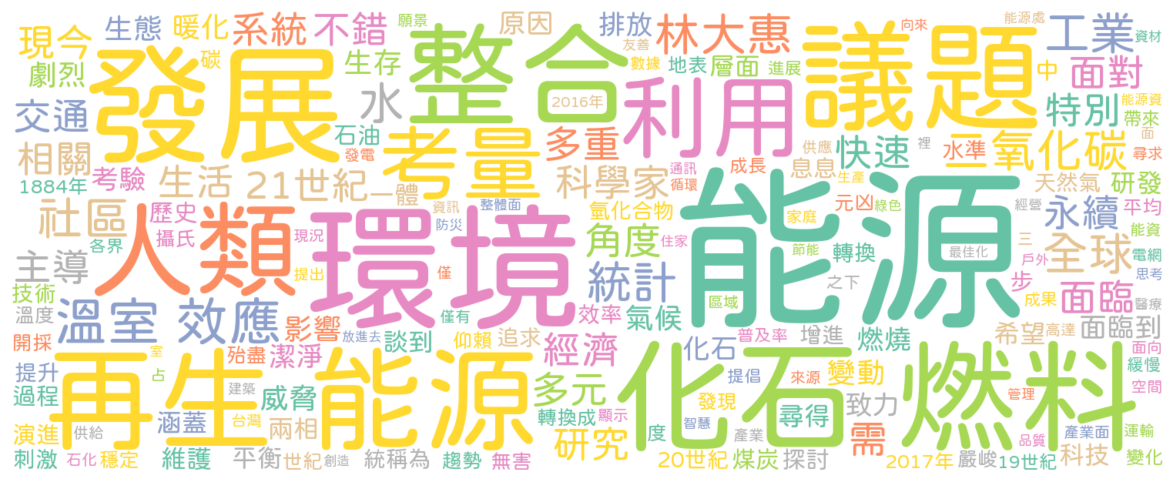 現今
生態
暖化
系統
不錯
願景
原因
排放
林大惠
向來
能源處
工業
資材
劇烈
碳
發展
生存
整合
2016年
友善
數據
地表
層面
進展
議題
中
面對
交通
水
石油
發電
考量
利用
多重
特別
能源資
帶來
相關
1884年
考驗
生活
21世紀
一體
科學家
通訊
循環
成長
供應
息息
快速
裡
水準
二氧化碳
面
尋求
天然氣
研發
社區
歷史
攝氏
各界
人類
現況
提出
環境
資訊
防災
整體面
僅
僅有
氫化合物
角度
住家
能源
生產
家庭
元凶
綠色
節能
轉換
之下
最佳化
經營
三
戶外
永續
平均
能資
全球
電網
思考
步
主導
技術
溫度
溫室
效應
開採
影響
放進去
談到
仰賴
追求
效率
統計
氣候
區域
普及率
增進
燃燒
希望
成果
高達
面臨
醫療
面臨到
面向
緩慢
空間
提升
過程
室
占
殆盡
潔淨
威脅
再生能源
經濟
多元
轉換成
顯示
化石
提倡
來源
變動
發現
尋得
致力
管理
化石燃料
演進
供給
涵蓋
建築
台灣
兩相
研究
度
智慧
產業
需
品質
產業面
運輸
刺激
石化
穩定
維護
平衡
世紀
創造
統稱為
趨勢
無害
20世紀
煤炭
探討
2017年
嚴峻
19世紀
科技
變化